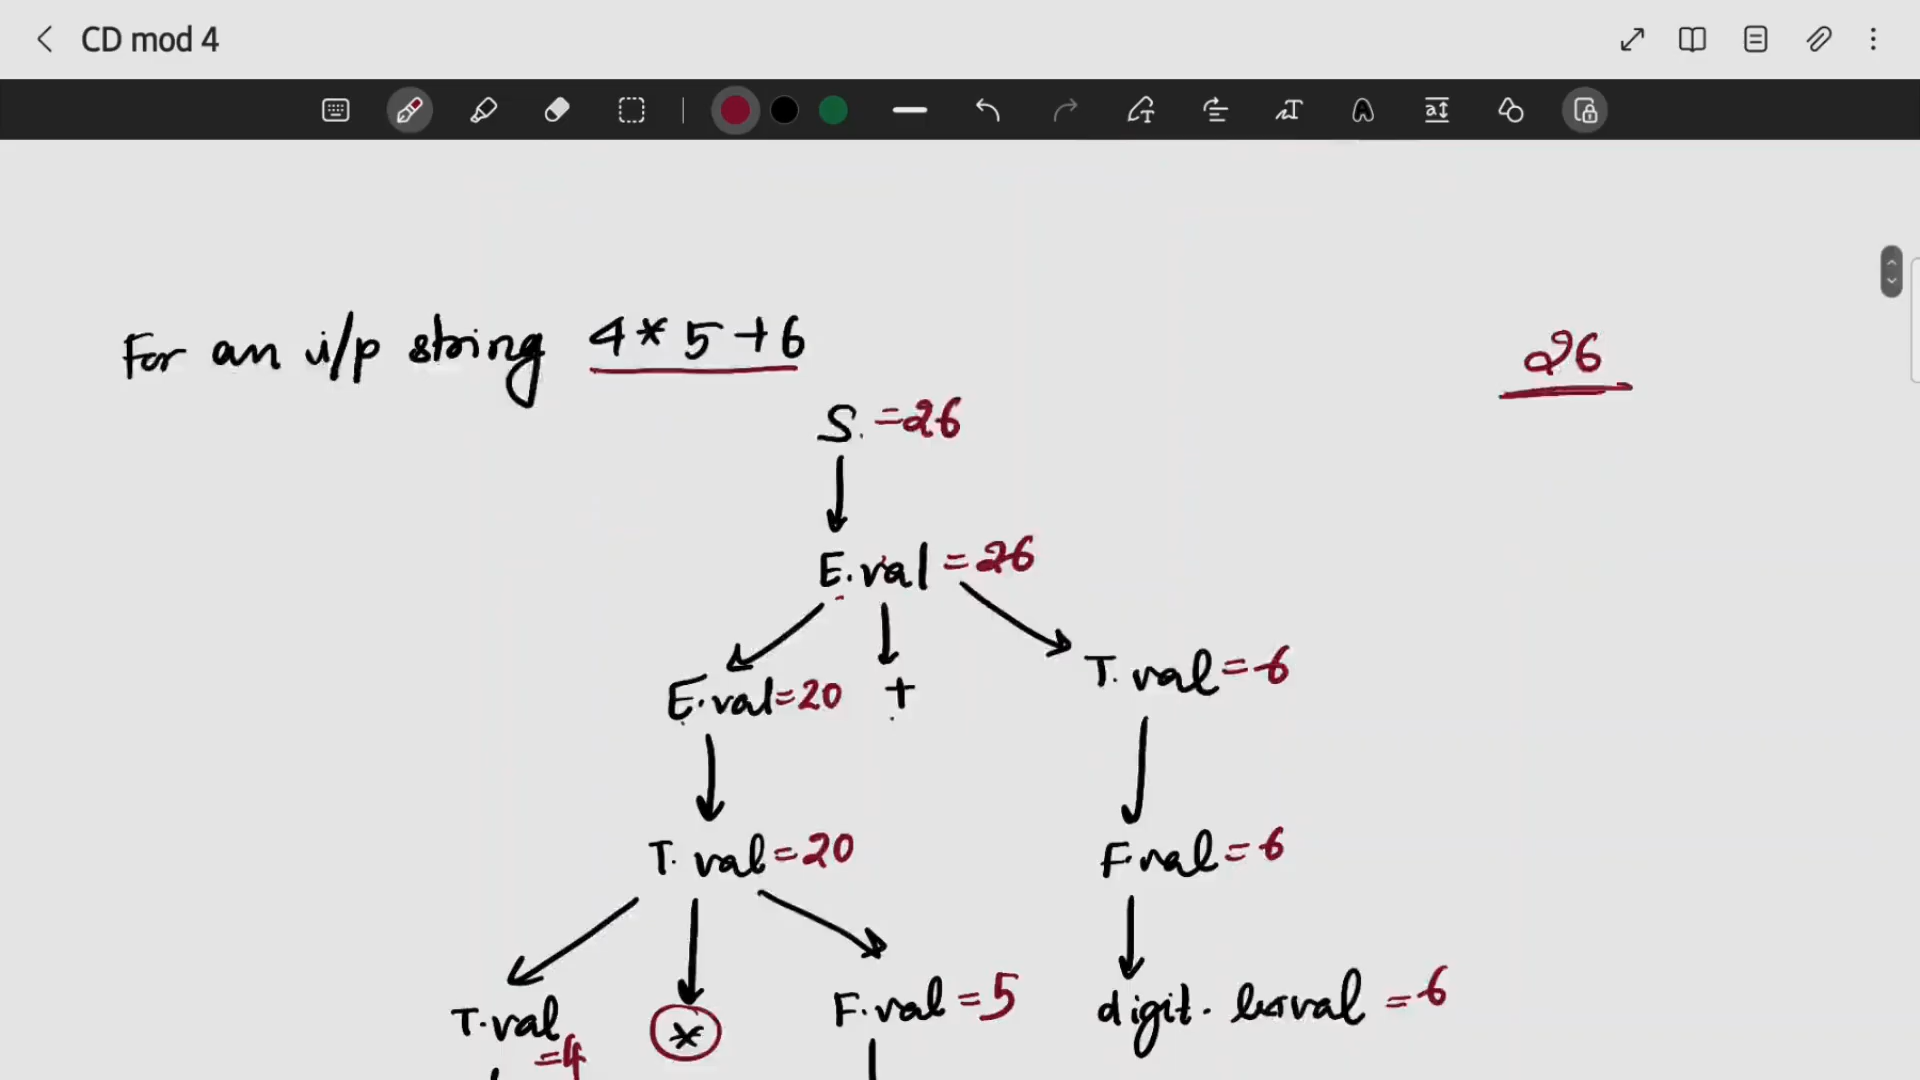 CD mod 4
For an i/p string 4 * 5 + 6
26
S. = 26
E.val = 26
E.val = 20 + T.val = 6
T.val = 20 F.val = 6
T.val = 4 * F.val = 5 digit.lexval = 6